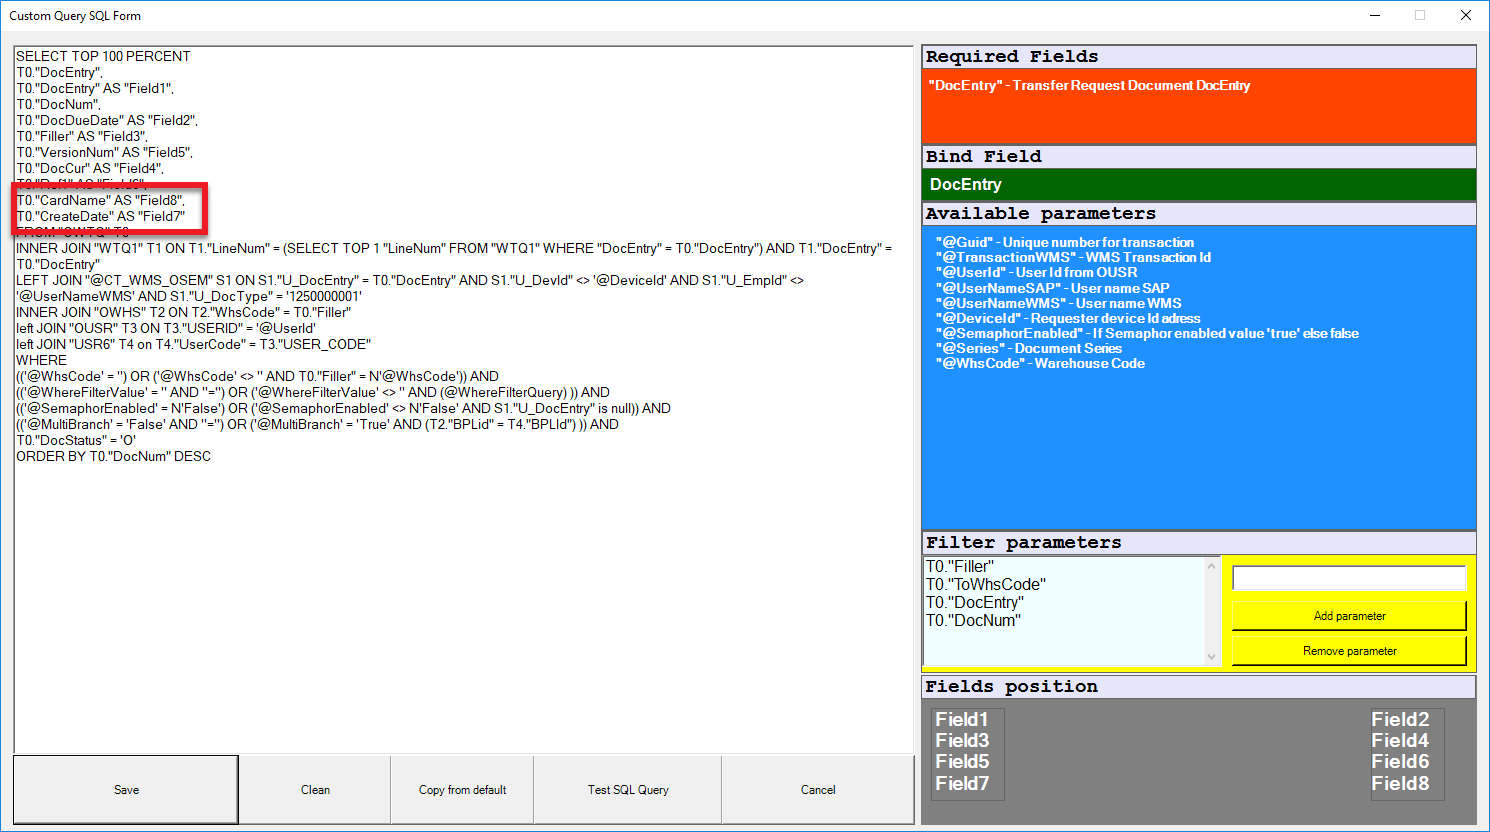 Custom Query SQL Form
SELECT TOP 100 PERCENT
T0."DocEntry",
T0."DocEntry" AS "Field1",
T0."DocNum",
T0."DocDueDate" AS "Field2",
T0."Filler" AS "Field3",
T0."VersionNum" AS "Field5",
T0."DocCur" AS "Field4",
T0."Ref1" AS "Field6",
T0."CardName" AS "Field8",
T0."CreateDate" AS "Field7"
FROM "OWTQ" T0
INNER JOIN "WTQ1" T1 ON T1."LineNum" = (SELECT TOP 1 "LineNum" FROM "WTQ1" WHERE "DocEntry" = T0."DocEntry") AND T1."DocEntry" =
T0."DocEntry"
LEFT JOIN "@CT_WMS_OSEM" S1 ON S1."U_DocEntry" = T0."DocEntry" AND S1."U_DevId" <> '@DeviceId' AND S1."U_EmpId" <>
'@UserNameWMS' AND S1."U_DocType" = '1250000001'
INNER JOIN "OWHS" T2 ON T2."WhsCode" = T0."Filler"
left JOIN "OUSR" T3 ON T3."USERID" = '@UserId'
left JOIN "USR6" T4 on T4."UserCode" = T3."USER_CODE"
WHERE
(('@WhsCode' = '') OR ('@WhsCode' <> '' AND T0."Filler" = N'@WhsCode')) AND
(('@WhereFilterValue' = '' AND ''='') OR ('@WhereFilterValue' <> '' AND (@WhereFilterQuery) )) AND
(('@SemaphorEnabled' = N'False') OR ('@SemaphorEnabled' <> N'False' AND S1."U_DocEntry" is null)) AND
(('@MultiBranch' = 'False' AND ''='') OR ('@MultiBranch' = 'True' AND (T2."BPLid" = T4."BPLId") )) AND
T0."DocStatus" = 'O'
ORDER BY T0."DocNum" DESC
Save
Clean
Copy from default
Test SQL Query
Cancel
Required Fields
"DocEntry" - Transfer Request Document DocEntry
Bind Field
DocEntry
Available parameters
"@Guid" - Unique number for transaction
"@TransactionWMS" - WMS Transaction Id
"@UserId" - User Id from OUSR
"@UserNameSAP" - User name SAP
"@UserNameWMS" - User name WMS
"@DeviceId" - Requester device Id adress
"@SemaphorEnabled" - If Semaphor enabled value 'true' else false
"@Series" - Document Series
"@WhsCode" - Warehouse Code
Filter parameters
T0."Filler"
T0."ToWhsCode"
T0."DocEntry"
T0."DocNum"
Add parameter
Remove parameter
Fields position
Field1 Field2
Field3 Field4
Field5 Field6
Field7 Field8